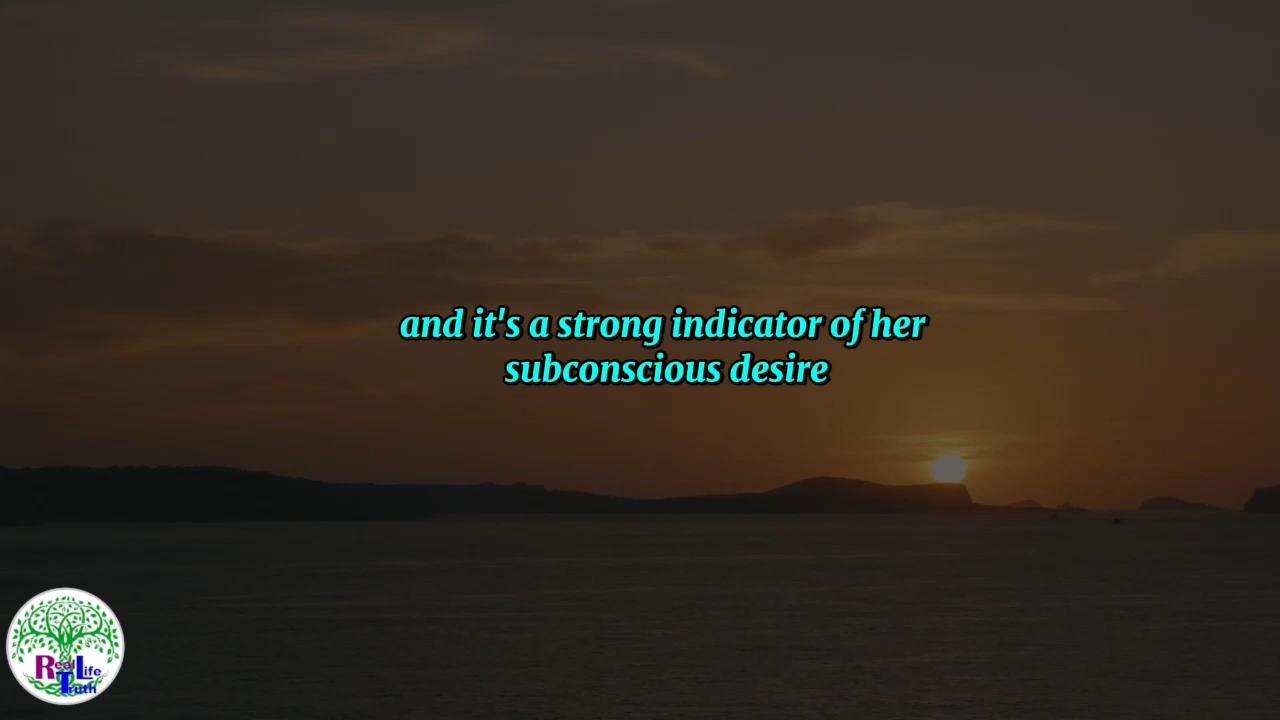 and it's a strong indicator of her
subconscious desire
Real Life
Truth